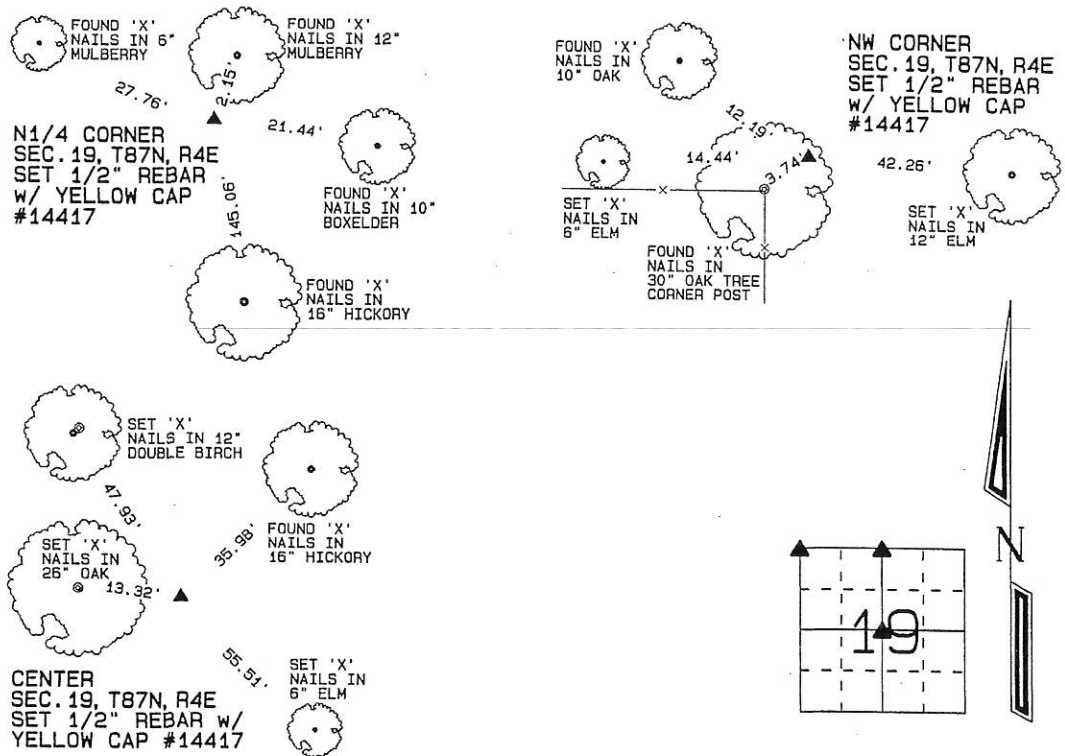 FOUND 'X'
NAILS IN 6"
MULBERRY
FOUND 'X'
NAILS IN 12"
MULBERRY
27.76'
2.15'
21.44'
N1/4 CORNER
SEC.19, T87N, R4E
SET 1/2" REBAR
W/ YELLOW CAP
#14417
FOUND 'X'
NAILS IN 10"
BOXELDER
145.06'
FOUND 'X'
NAILS IN
16" HICKORY
FOUND 'X'
NAILS IN
10" OAK
NW CORNER
SEC.19, T87N, R4E
SET 1/2" REBAR
W/ YELLOW CAP
#14417
12.19'
14.44'
3.74'
42.26'
SET 'X'
NAILS IN
6" ELM
SET 'X'
NAILS IN
12" ELM
FOUND 'X'
NAILS IN
30" OAK TREE
CORNER POST
SET 'X'
NAILS IN 12"
DOUBLE BIRCH
47.93'
35.98'
FOUND 'X'
NAILS IN
16" HICKORY
SET 'X'
NAILS IN
26" OAK
13.32'
55.51'
SET 'X'
NAILS IN
6" ELM
CENTER
SEC.19, T87N, R4E
SET 1/2" REBAR W/
YELLOW CAP #14417
N
19